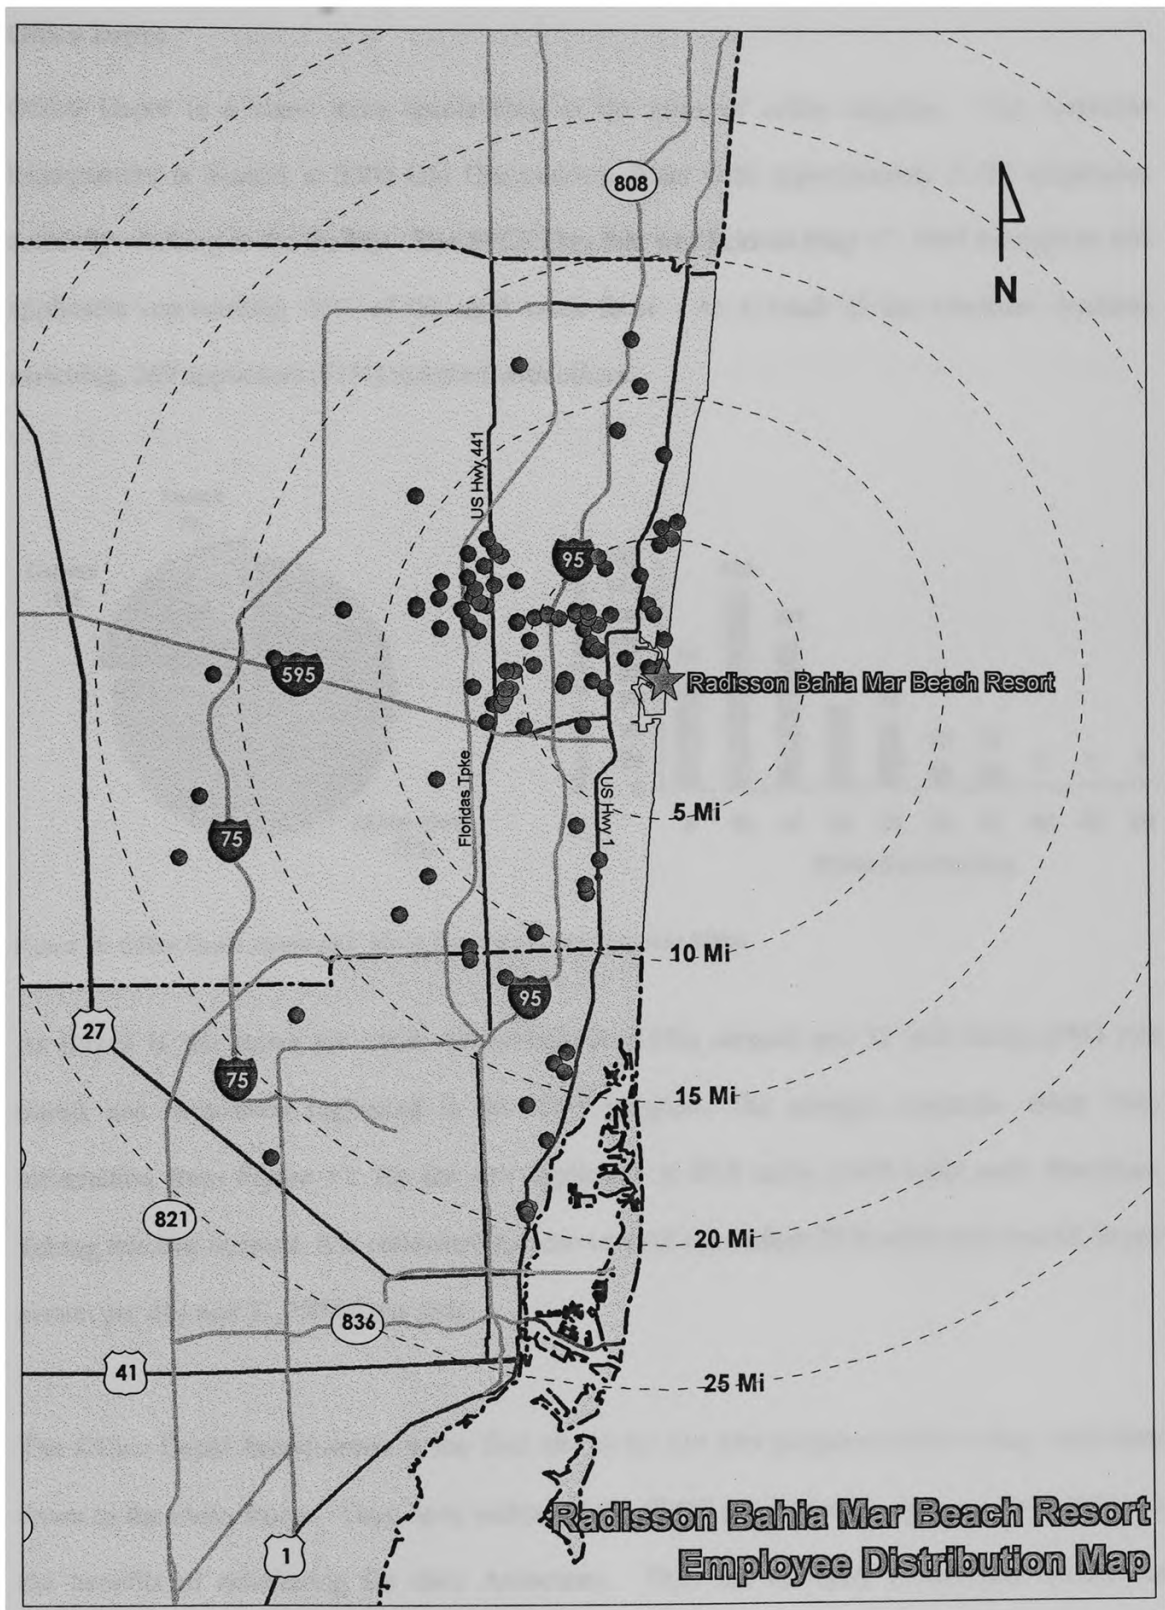 808
N
US Hwy 441
95
595
Radisson Bahia Mar Beach Resort
Floridas Tpke
US Hwy 1
5 Mi
75
10 Mi
95
27
75
15 Mi
821
20 Mi
836
41
25 Mi
1
Radisson Bahia Mar Beach Resort
Employee Distribution Map